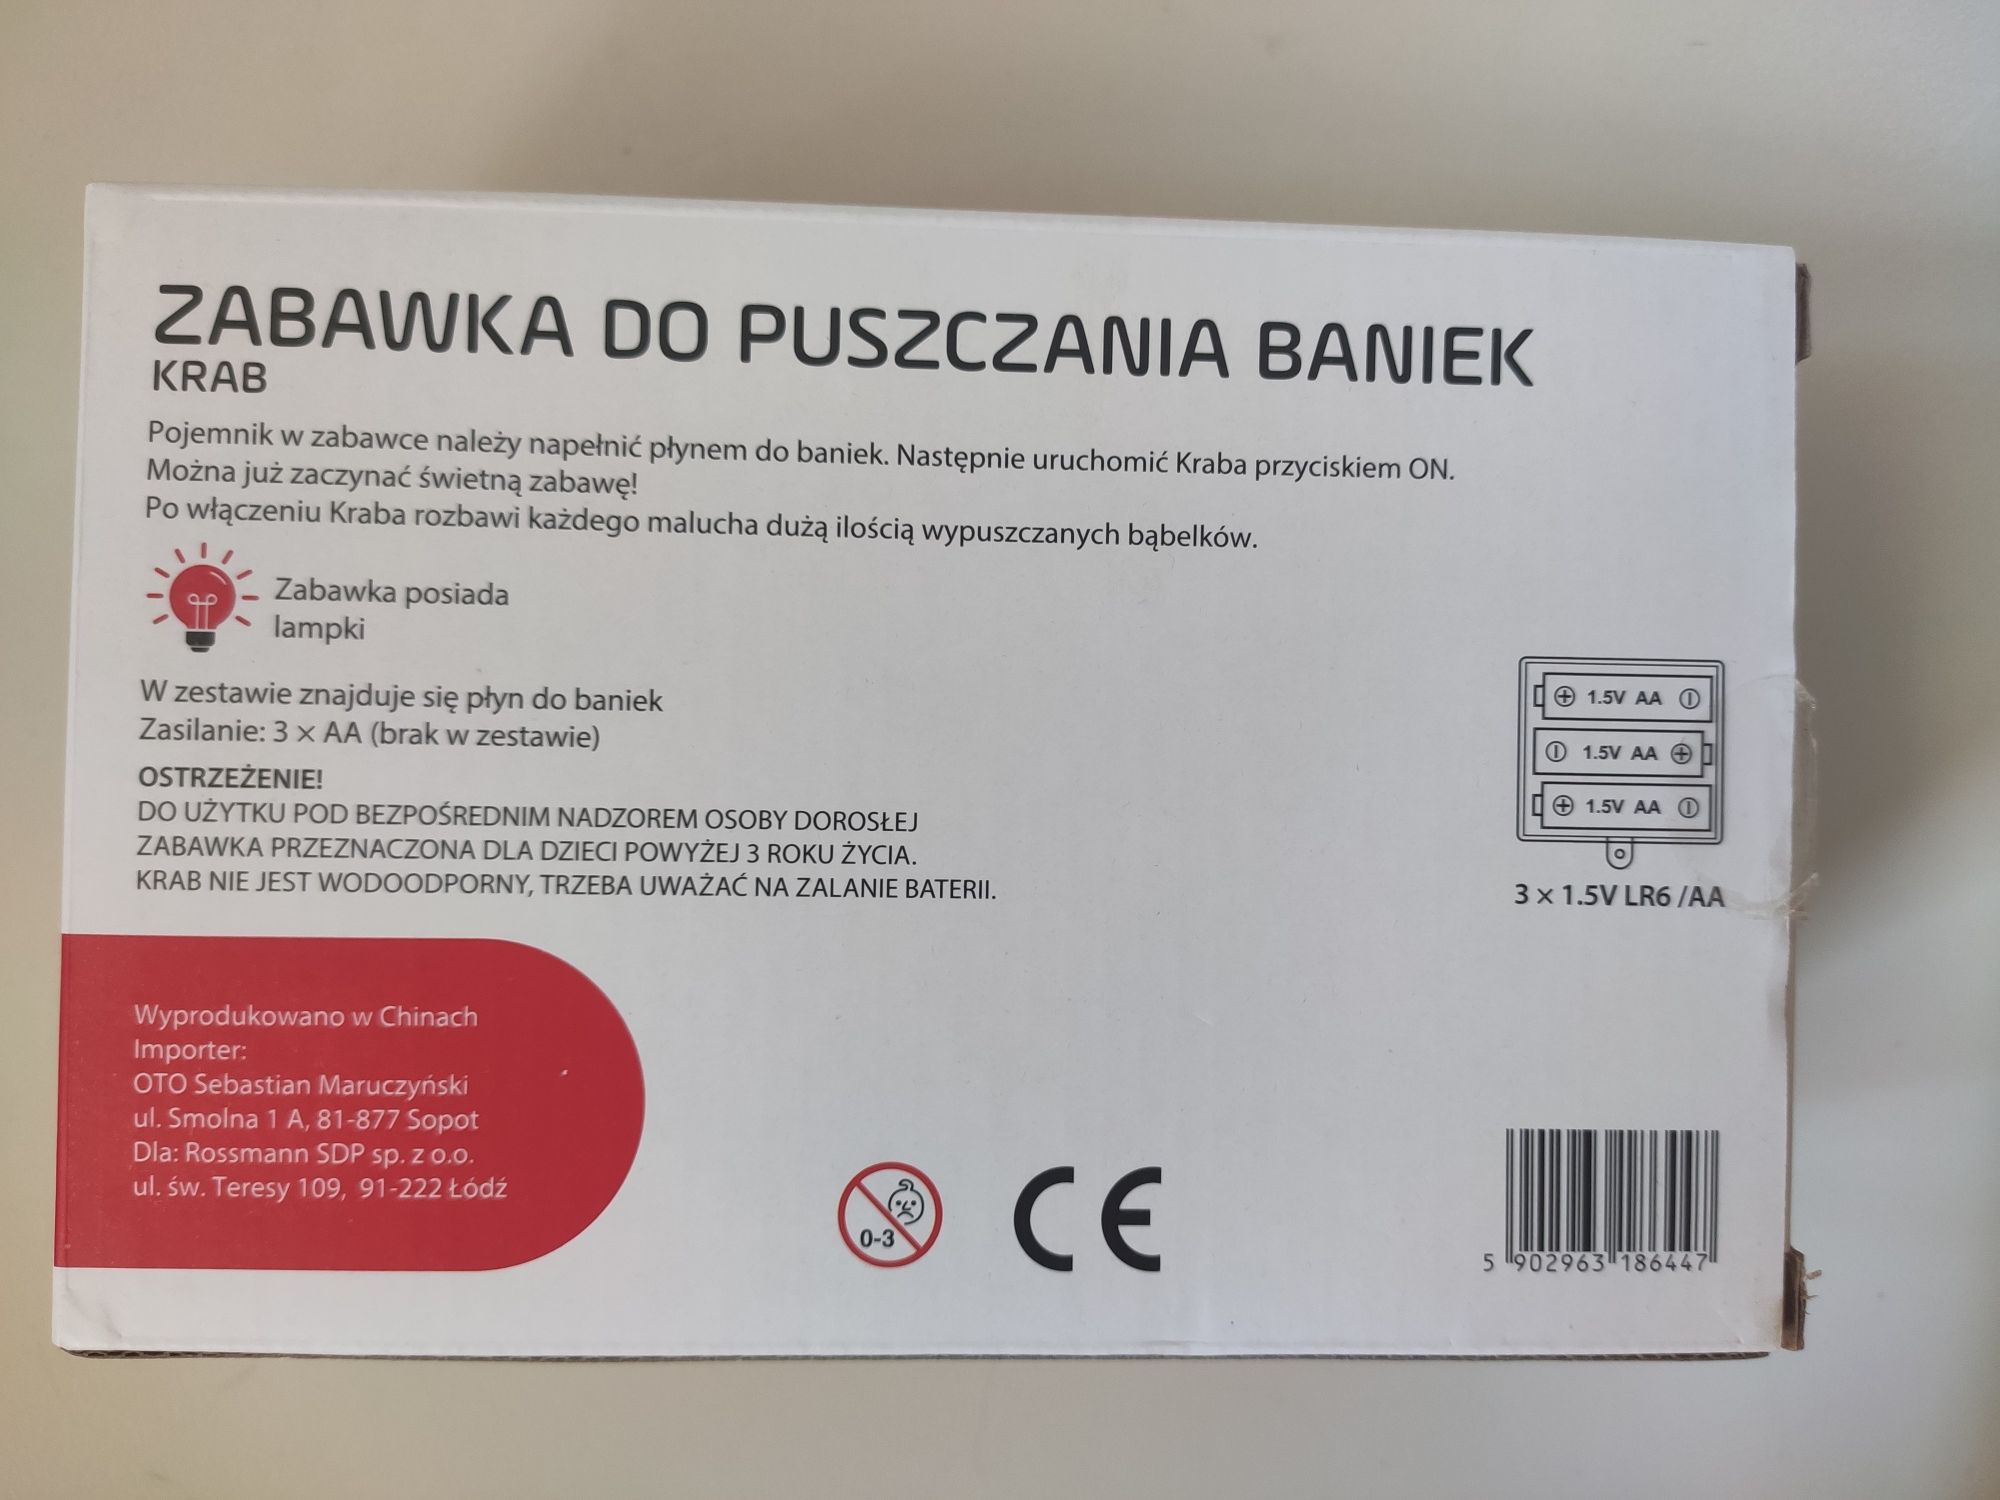 ZABAWKA DO PUSZCZANIA BANIEK
KRAB
Pojemnik w zabawce należy napełnić płynem do baniek. Następnie uruchomić Kraba przyciskiem ON.
Można już zaczynać świetną zabawę!
Po włączeniu Kraba rozbawi każdego malucha dużą ilością wypuszczanych bąbelków.
Zabawka posiada
lampki
W zestawie znajduje się płyn do baniek
Zasilanie: 3 × AA (brak w zestawie)
OSTRZEŻENIE!
DO UŻYTKU POD BEZPOŚREDNIM NADZOREM OSOBY DOROSŁEJ
ZABAWKA PRZEZNACZONA DLA DZIECI POWYŻEJ 3 ROKU ŻYCIA.
KRAB NIE JEST WODOODPORNY, TRZEBA UWAŻAĆ NA ZALANIE BATERII.
+ 1.5V AA -
- 1.5V AA +
+ 1.5V AA -
3 × 1.5V LR6 /AA
Wyprodukowano w Chinach
Importer:
OTO Sebastian Maruczyński
ul. Smolna 1 A, 81-877 Sopot
Dla: Rossmann SDP sp. z o.o.
ul. św. Teresy 109, 91-222 Łódź
0-3
CE
5 902963 186447